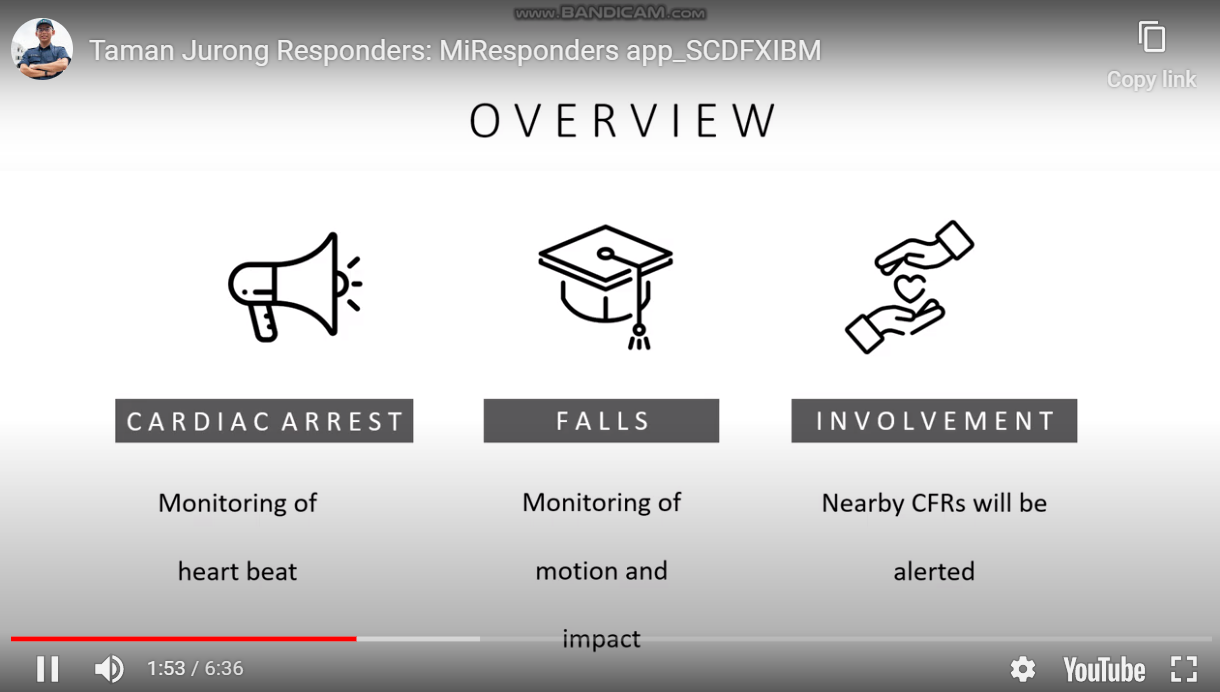 www.BANDICAM.com
Taman Jurong Responders: MiResponders app_SCDFXIBM
Copy link
OVERVIEW
CARDIAC ARREST
FALLS
INVOLVEMENT
Monitoring of
heart beat
Monitoring of
motion and
impact
Nearby CFRs will be
alerted
1:53 / 6:36
YouTube